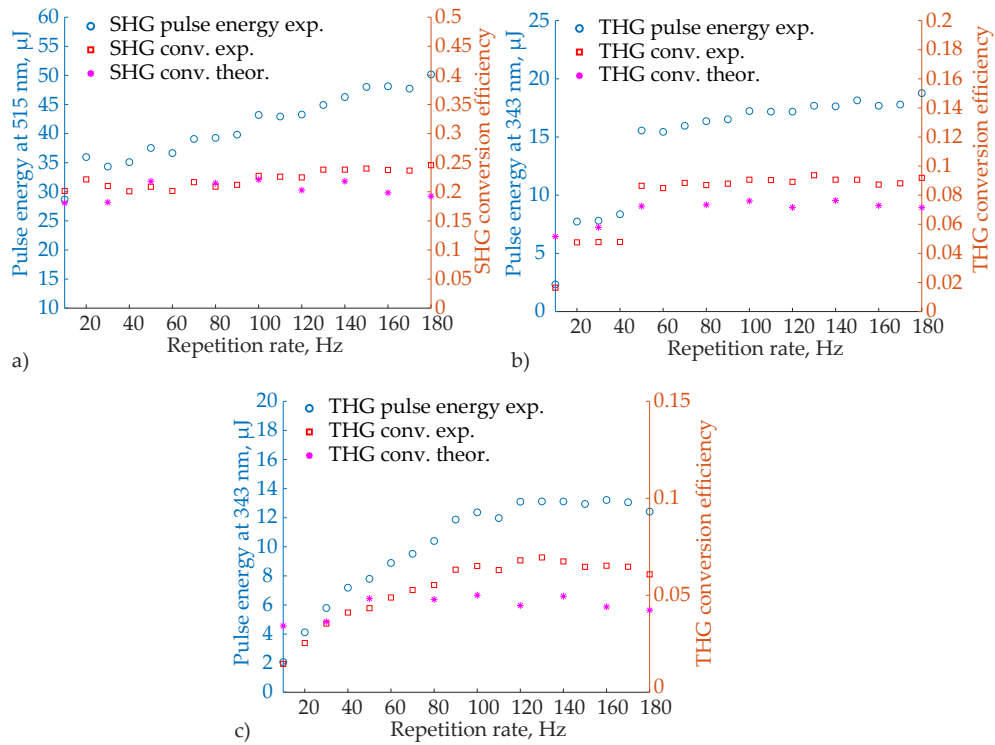 60
55
50
45
40
35
30
25
20
15
10
Pulse energy at 515 nm, µJ
SHG pulse energy exp.
SHG conv. exp.
SHG conv. theor.
0.5
0.45
0.4
0.35
0.3
0.25
0.2
0.15
0.1
0.05
0
SHG conversion efficiency
20 40 60 80 100 120 140 160 180
Repetition rate, Hz
a)
25
20
15
10
5
0
Pulse energy at 343 nm, µJ
THG pulse energy exp.
THG conv. exp.
THG conv. theor.
0.2
0.18
0.16
0.14
0.12
0.1
0.08
0.06
0.04
0.02
0
THG conversion efficiency
20 40 60 80 100 120 140 160 180
Repetition rate, Hz
b)
20
18
16
14
12
10
8
6
4
2
0
Pulse energy at 343 nm, µJ
THG pulse energy exp.
THG conv. exp.
THG conv. theor.
0.15
0.1
0.05
0
THG conversion efficiency
20 40 60 80 100 120 140 160 180
Repetition rate, Hz
c)